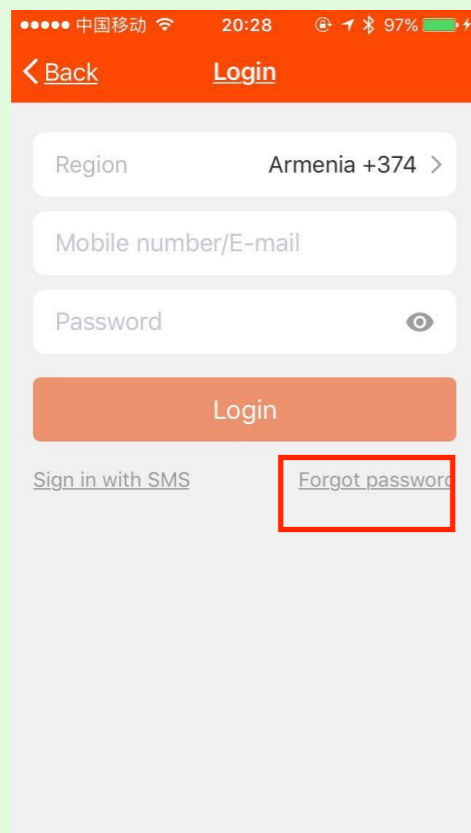 中国移动 20:28 97%
Back Login
Region Armenia +374
Mobile number/E-mail
Password
Login
Sign in with SMS Forgot password